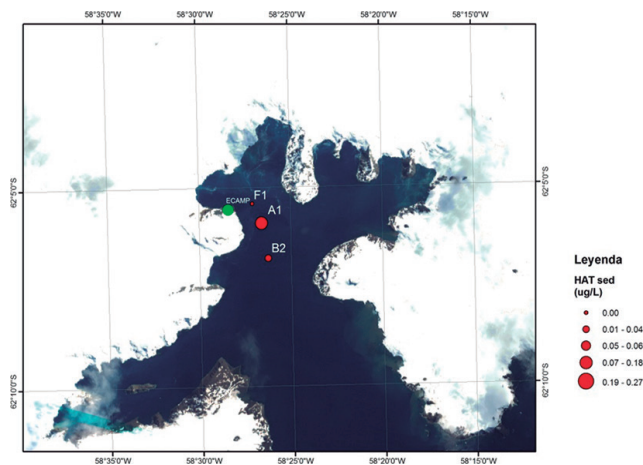 58°35'0"W 58°30'0"W 58°25'0"W 58°20'0"W 58°15'0"W
62°5'0"S 62°5'0"S
ECAMP F1
A1
B2
62°10'0"S 62°10'0"S
58°35'0"W 58°30'0"W 58°25'0"W 58°20'0"W 58°15'0"W
Leyenda
HAT sed
(ug/L)
0.00
0.01 - 0.04
0.05 - 0.06
0.07 - 0.18
0.19 - 0.27